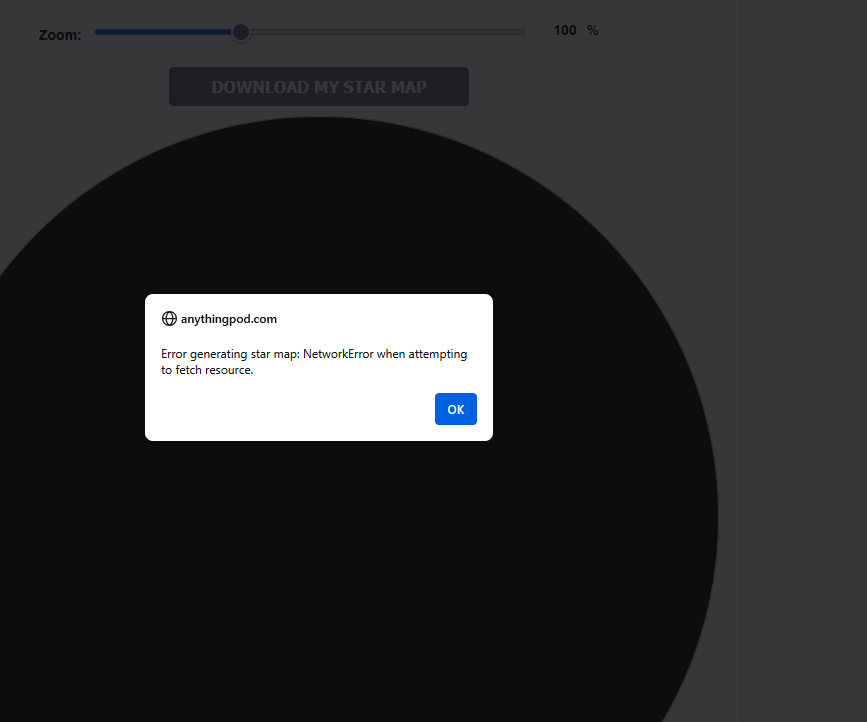 Zoom: 100 %
DOWNLOAD MY STAR MAP
anythingpod.com
Error generating star map: NetworkError when attempting
to fetch resource.
OK